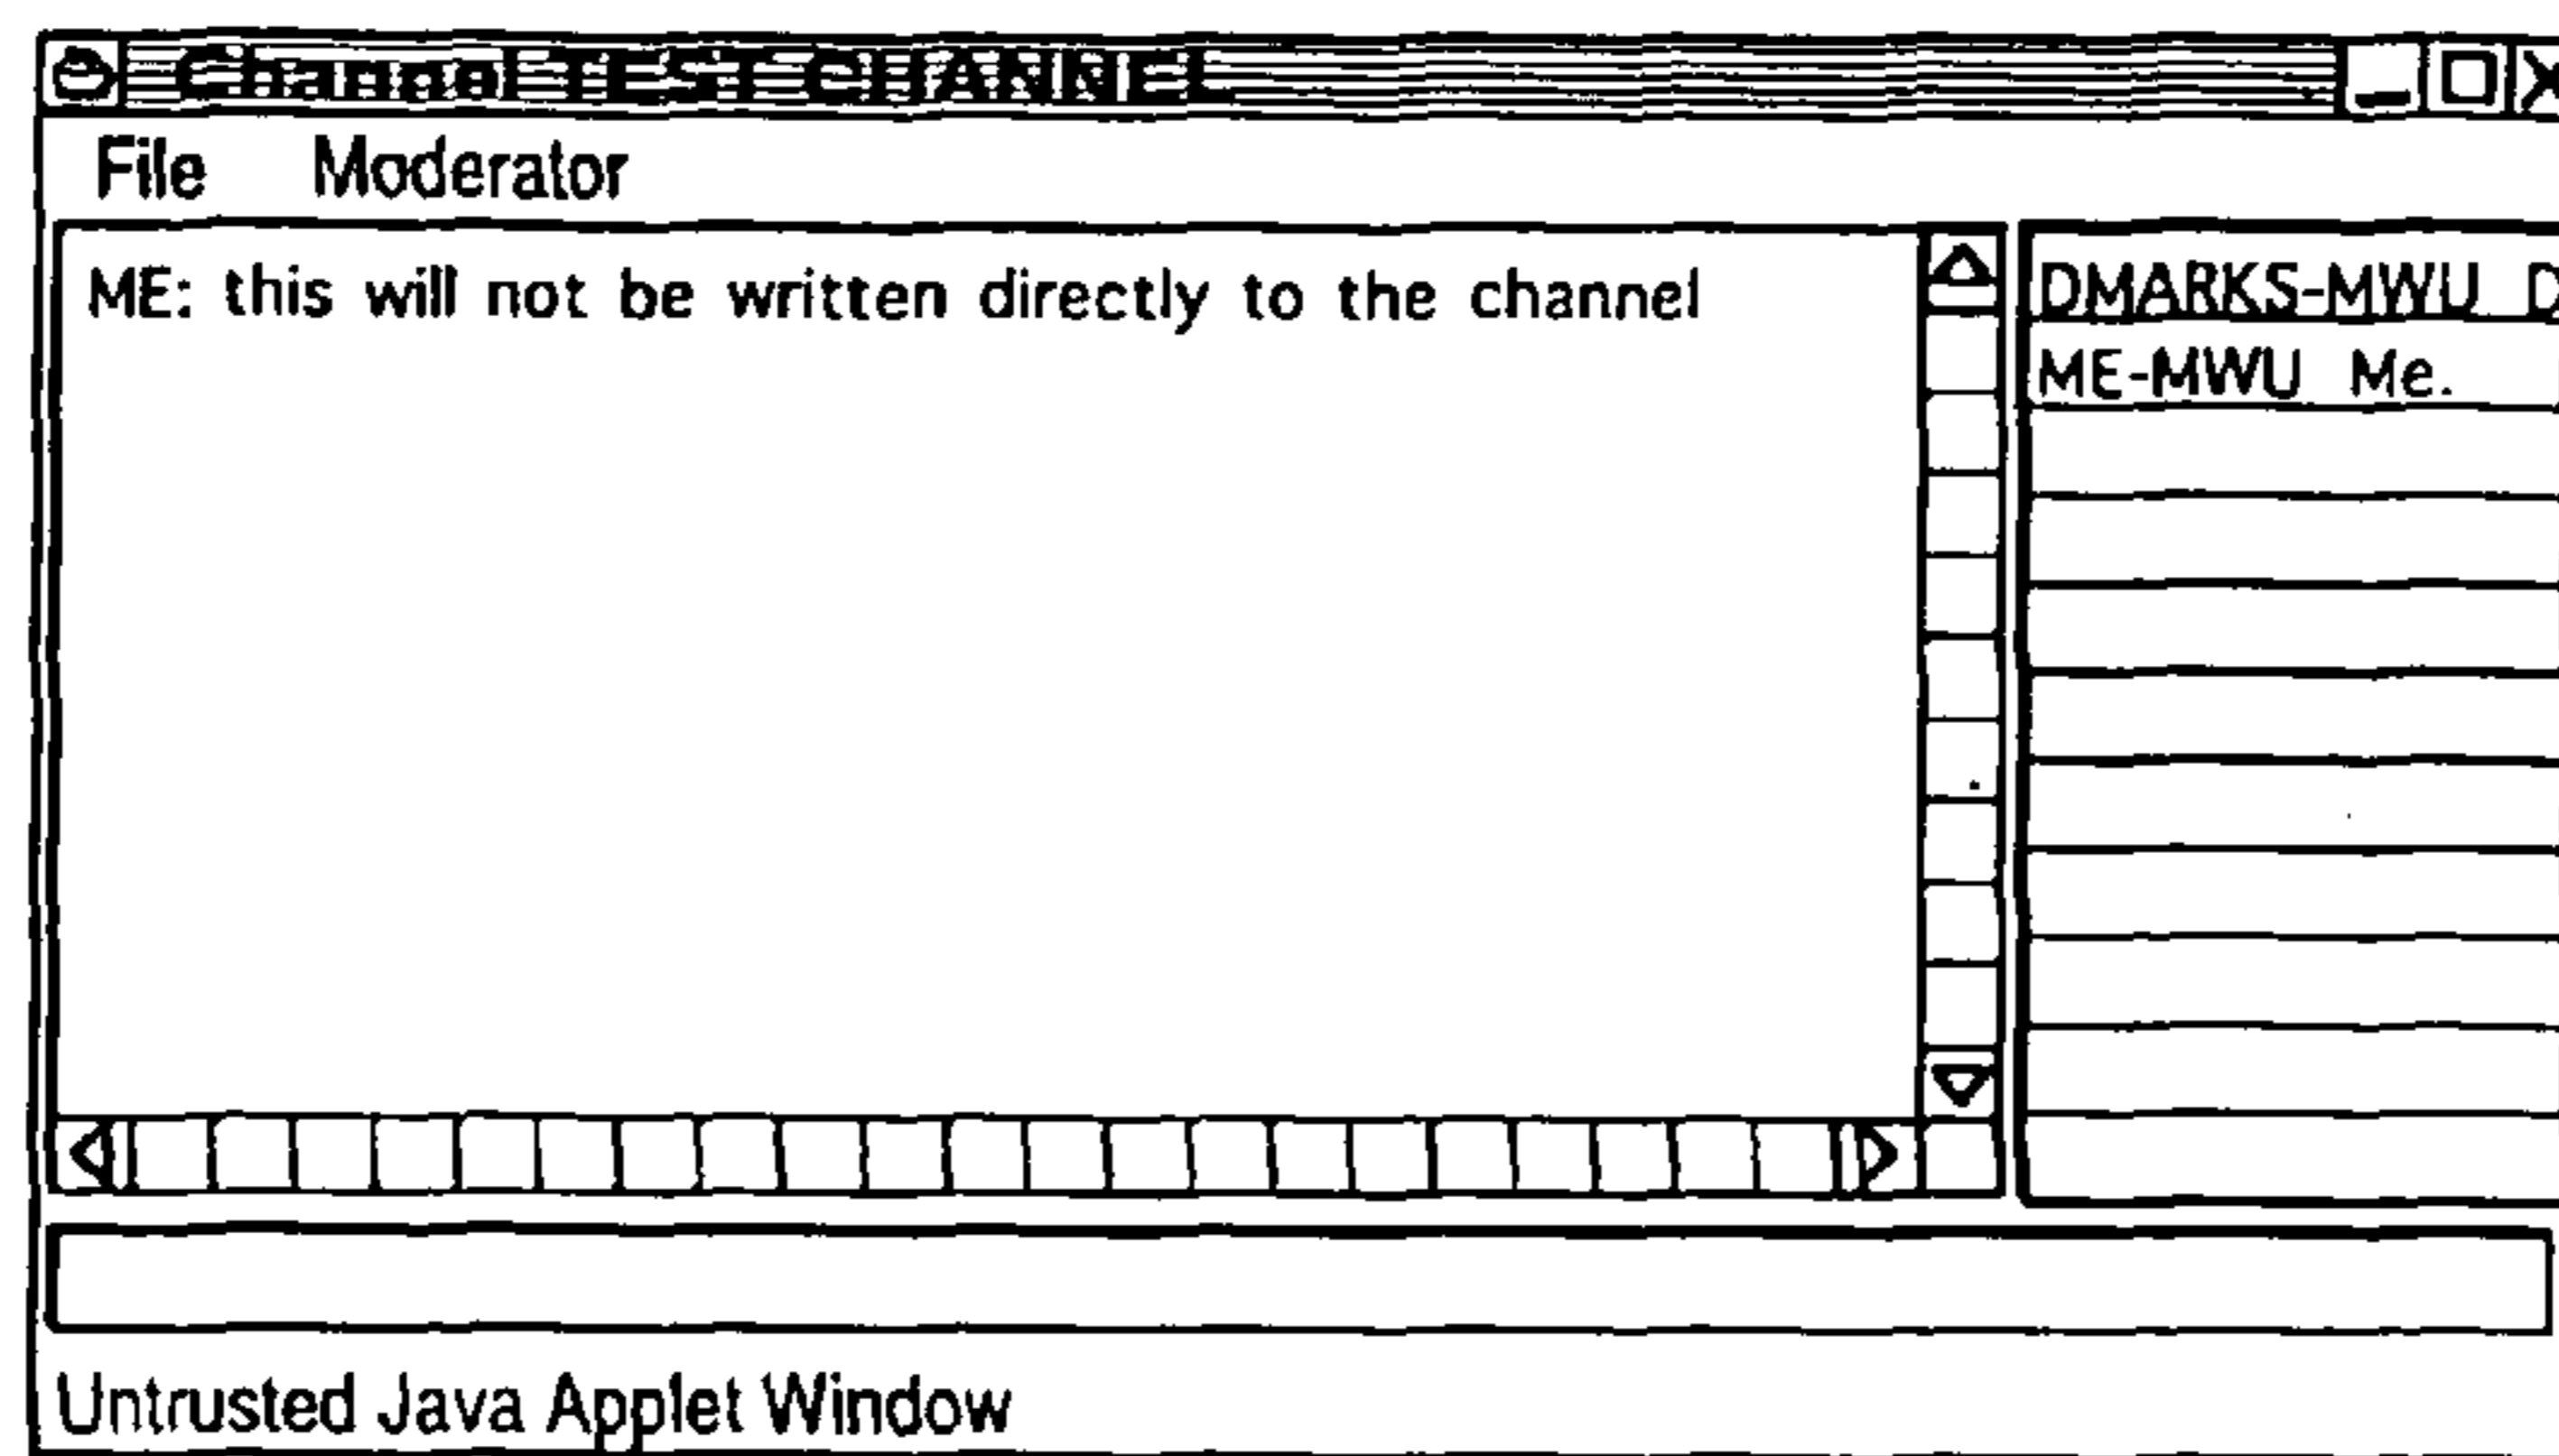 Channel TEST CHANNEL
File Moderator
ME: this will not be written directly to the channel
DMARKS-MWU D
ME-MWU Me.
Untrusted Java Applet Window